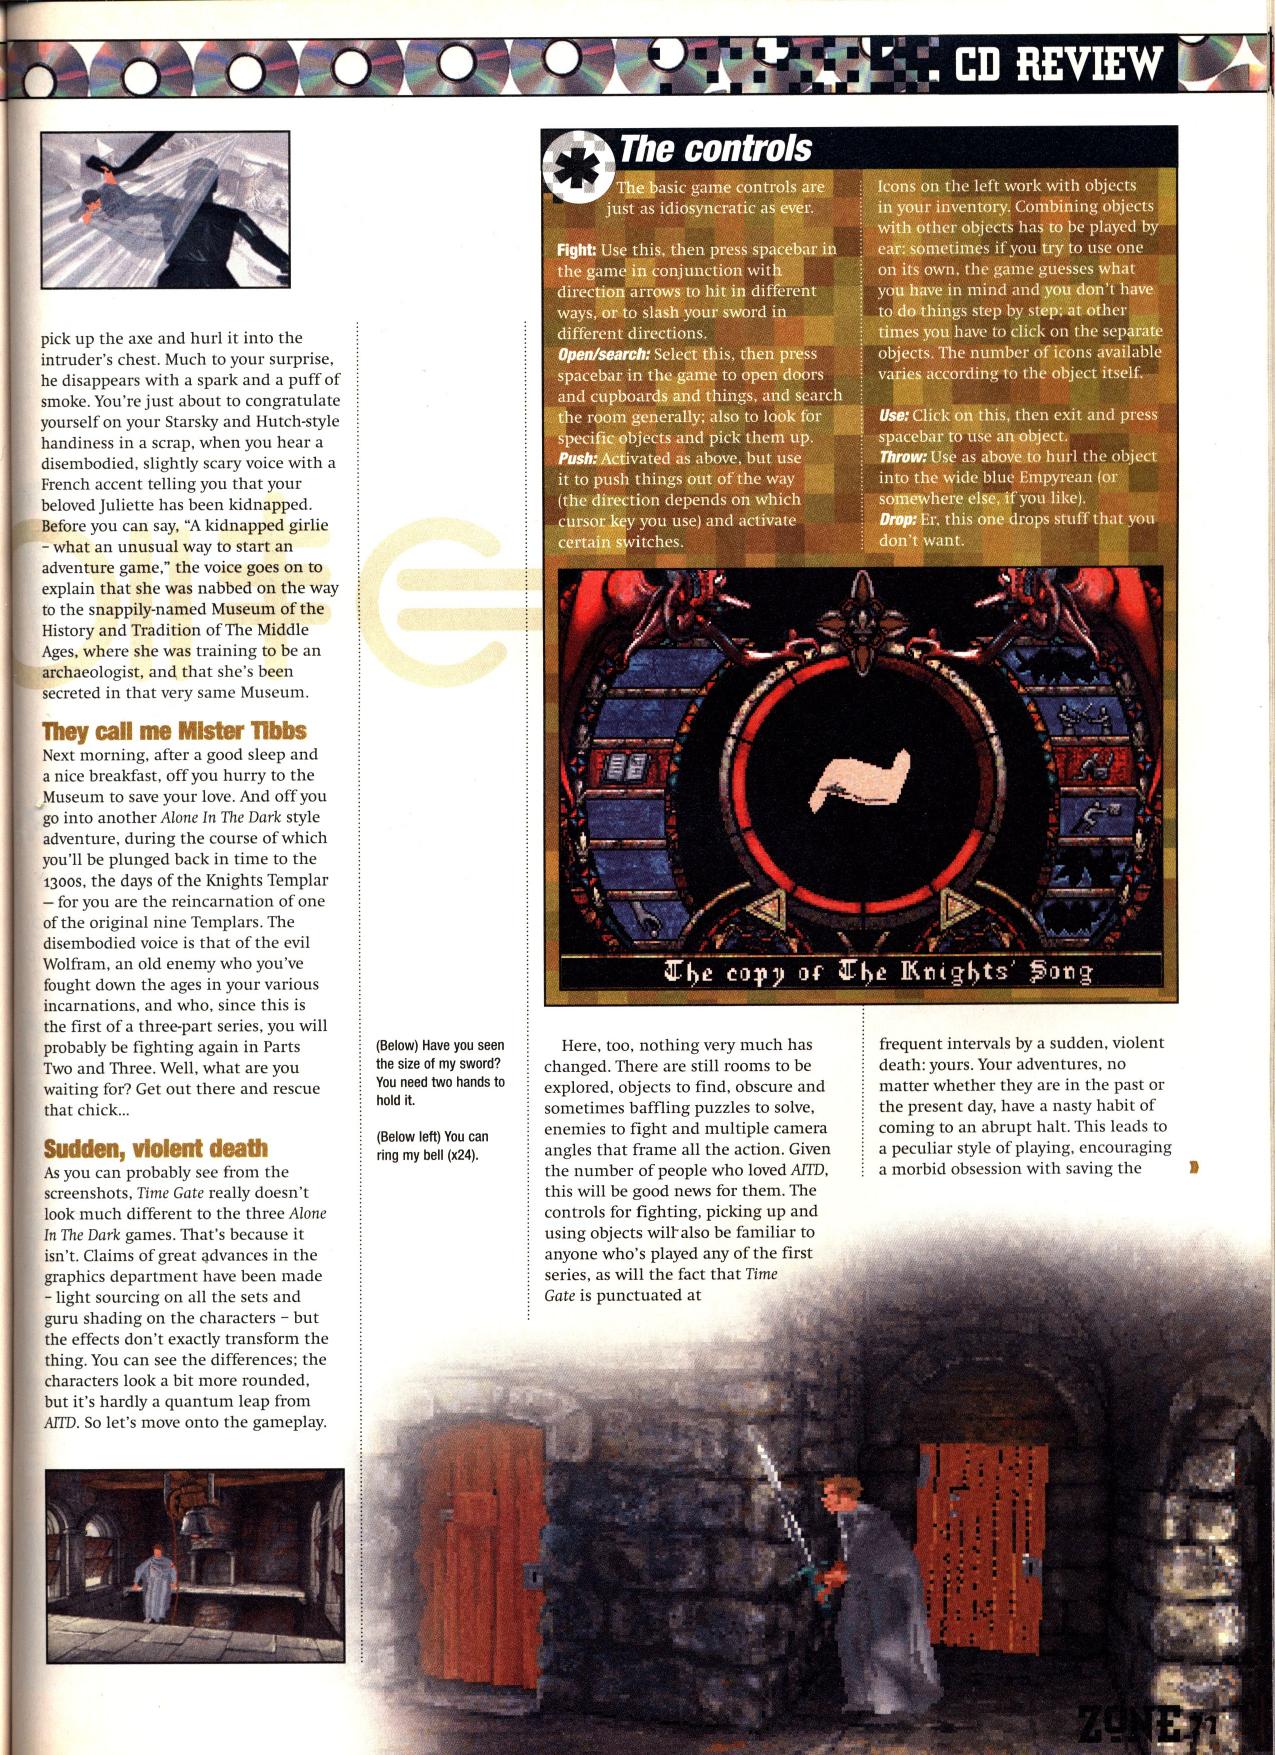 CD REVIEW
pick up the axe and hurl it into the
intruder's chest. Much to your surprise,
he disappears with a spark and a puff of
smoke. You're just about to congratulate
yourself on your Starsky and Hutch-style
handiness in a scrap, when you hear a
disembodied, slightly scary voice with a
French accent telling you that your
beloved Juliette has been kidnapped.
Before you can say, “A kidnapped girlie
– what an unusual way to start an
adventure game,” the voice goes on to
explain that she was nabbed on the way
to the snappily-named Museum of the
History and Tradition of The Middle
Ages, where she was training to be an
archaeologist, and that she's been
secreted in that very same Museum.
They call me Mister Tibbs
Next morning, after a good sleep and
a nice breakfast, off you hurry to the
Museum to save your love. And off you
go into another Alone In The Dark style
adventure, during the course of which
you'll be plunged back in time to the
1300s, the days of the Knights Templar
– for you are the reincarnation of one
of the original nine Templars. The
disembodied voice is that of the evil
Wolfram, an old enemy who you've
fought down the ages in your various
incarnations, and who, since this is
the first of a three-part series, you will
probably be fighting again in Parts
Two and Three. Well, what are you
waiting for? Get out there and rescue
that chick...
Sudden, violent death
As you can probably see from the
screenshots, Time Gate really doesn't
look much different to the three Alone
In The Dark games. That's because it
isn't. Claims of great advances in the
graphics department have been made
– light sourcing on all the sets and
guru shading on the characters – but
the effects don't exactly transform the
thing. You can see the differences; the
characters look a bit more rounded,
but it's hardly a quantum leap from
AITD. So let's move onto the gameplay.
(Below) Have you seen
the size of my sword?
You need two hands to
hold it.
(Below left) You can
ring my bell (x24).
The controls
The basic game controls are
just as idiosyncratic as ever.
Fight: Use this, then press spacebar in
the game in conjunction with
direction arrows to hit in different
ways, or to slash your sword in
different directions.
Open/search: Select this, then press
spacebar in the game to open doors
and cupboards and things, and search
the room generally; also to look for
specific objects and pick them up.
Push: Activated as above, but use
it to push things out of the way
(the direction depends on which
cursor key you use) and activate
certain switches.
Icons on the left work with objects
in your inventory. Combining objects
with other objects has to be played by
ear: sometimes if you try to use one
on its own, the game guesses what
you have in mind and you don't have
to do things step by step; at other
times you have to click on the separate
objects. The number of icons available
varies according to the object itself.
Use: Click on this, then exit and press
spacebar to use an object.
Throw: Use as above to hurl the object
into the wide blue Empyrean (or
somewhere else, if you like).
Drop: Er, this one drops stuff that you
don't want.
The copy of The Knights' Song
Here, too, nothing very much has
changed. There are still rooms to be
explored, objects to find, obscure and
sometimes baffling puzzles to solve,
enemies to fight and multiple camera
angles that frame all the action. Given
the number of people who loved AITD,
this will be good news for them. The
controls for fighting, picking up and
using objects will also be familiar to
anyone who's played any of the first
series, as will the fact that Time
Gate is punctuated at
frequent intervals by a sudden, violent
death: yours. Your adventures, no
matter whether they are in the past or
the present day, have a nasty habit of
coming to an abrupt halt. This leads to
a peculiar style of playing, encouraging
a morbid obsession with saving the
ZONE 71